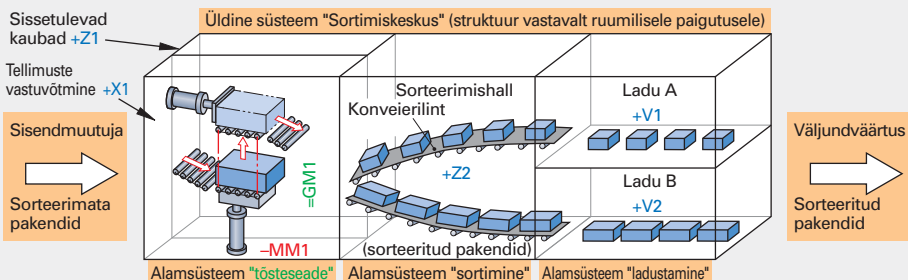 Sissetulevad
kaubad +Z1
Üldine süsteem "Sortimiskeskus" (struktuur vastavalt ruumilisele paigutusele)
Tellimuste
vastuvõtmine +X1
Sisendmuutuja
Sorteerimata
pakendid
=GM1
–MM1
Sorteerimishall
Konveierilint
+Z2
(sorteeritud pakendid)
Ladu A
+V1
Ladu B
+V2
Väljundväärtus
Sorteeritud
pakendid
Alamsüsteem "tõsteseade"
Alamsüsteem "sortimine"
Alamsüsteem "ladustamine"